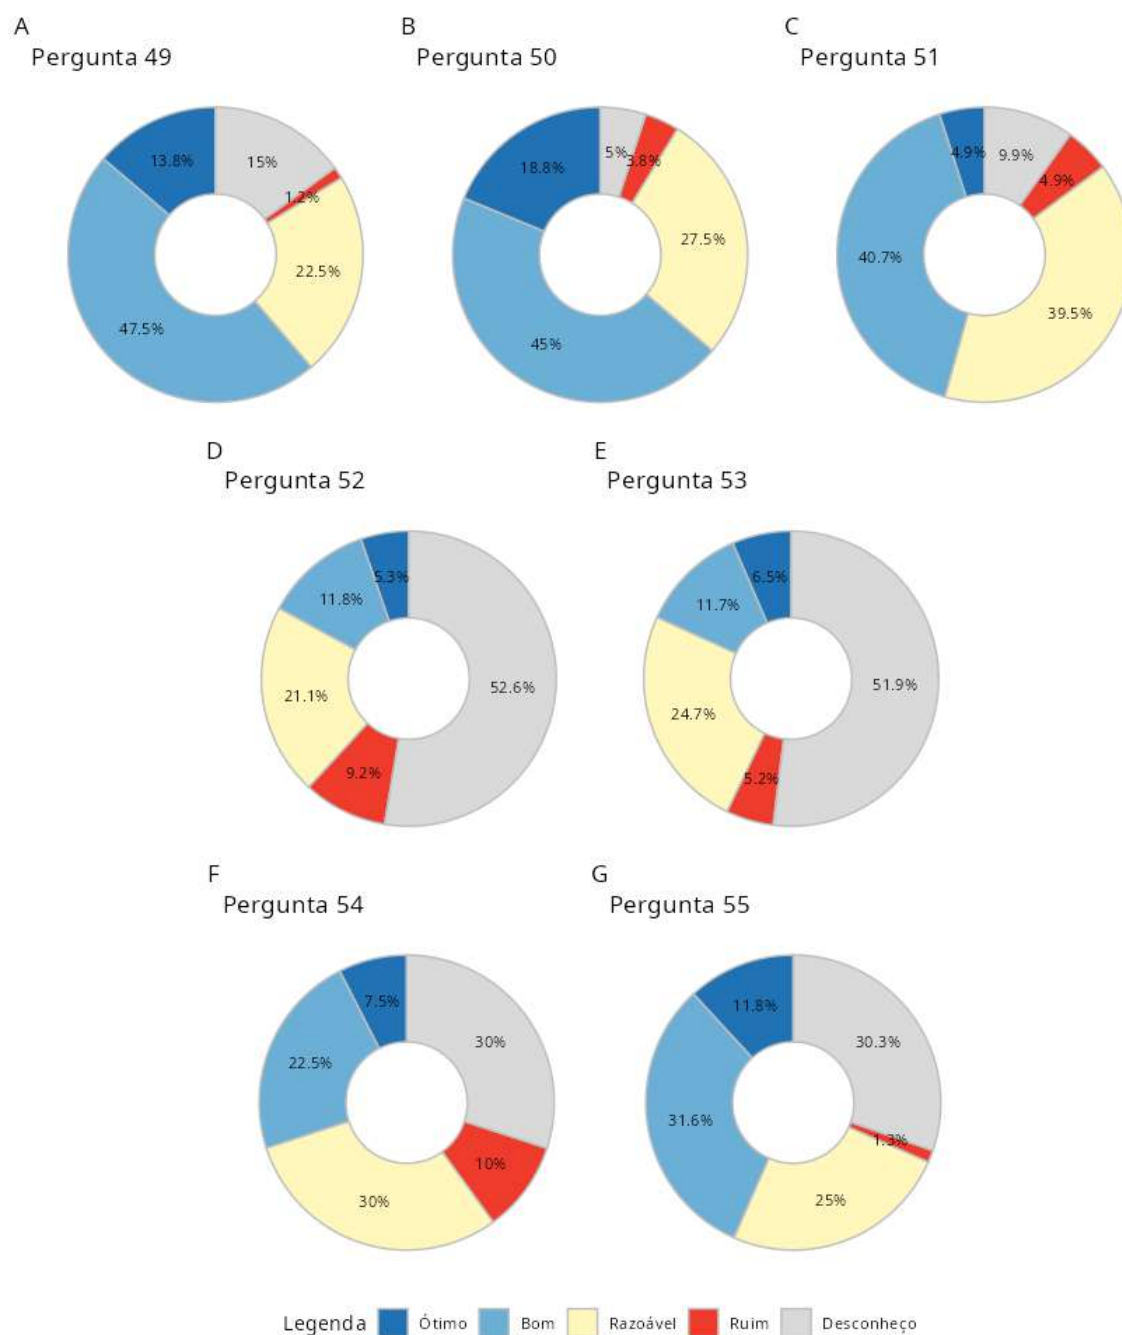 A
Pergunta 49
13.8%
15%
1.2%
22.5%
47.5%
B
Pergunta 50
18.8%
5%
3.8%
27.5%
45%
C
Pergunta 51
4.9%
9.9%
4.9%
40.7%
39.5%
D
Pergunta 52
5.3%
11.8%
21.1%
52.6%
9.2%
E
Pergunta 53
6.5%
11.7%
24.7%
51.9%
5.2%
F
Pergunta 54
7.5%
30%
22.5%
10%
30%
G
Pergunta 55
11.8%
30.3%
31.6%
1.3%
25%
Legenda Ótimo Bom Razoável Ruim Desconheço